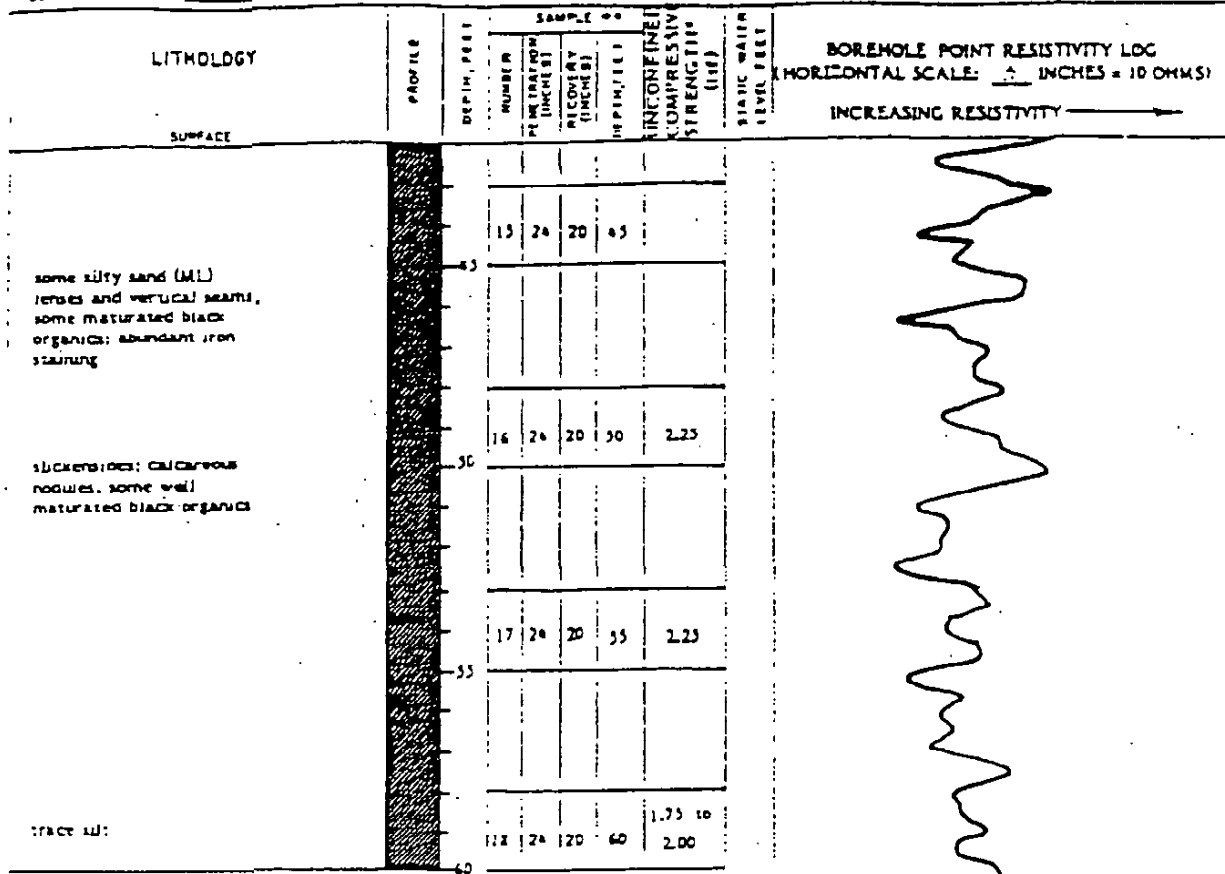 LITHOLOGY
SURFACE
PROFILE
DEPTH, FEET
SAMPLE **
NUMBER
PENETRATION (INCHES)
RECOVERY (INCHES)
DEPTH, FEET
UNCONFINED
COMPRESSIVE
STRENGTH
STATIC WATER
LEVEL FEET
BOREHOLE POINT RESISTIVITY LOG
(HORIZONTAL SCALE: INCHES = 10 OHMS)
INCREASING RESISTIVITY
15 24 20 45
45
some silty sand (ML)
lenses and vertical seams,
some maturated black
organics; abundant iron
staining
16 24 20 50 2.25
50
slickensides; calcareous
nodules, some well
maturated black organics
17 24 20 55 2.25
55
trace silt
18 24 20 60 1.75 to
2.00
60